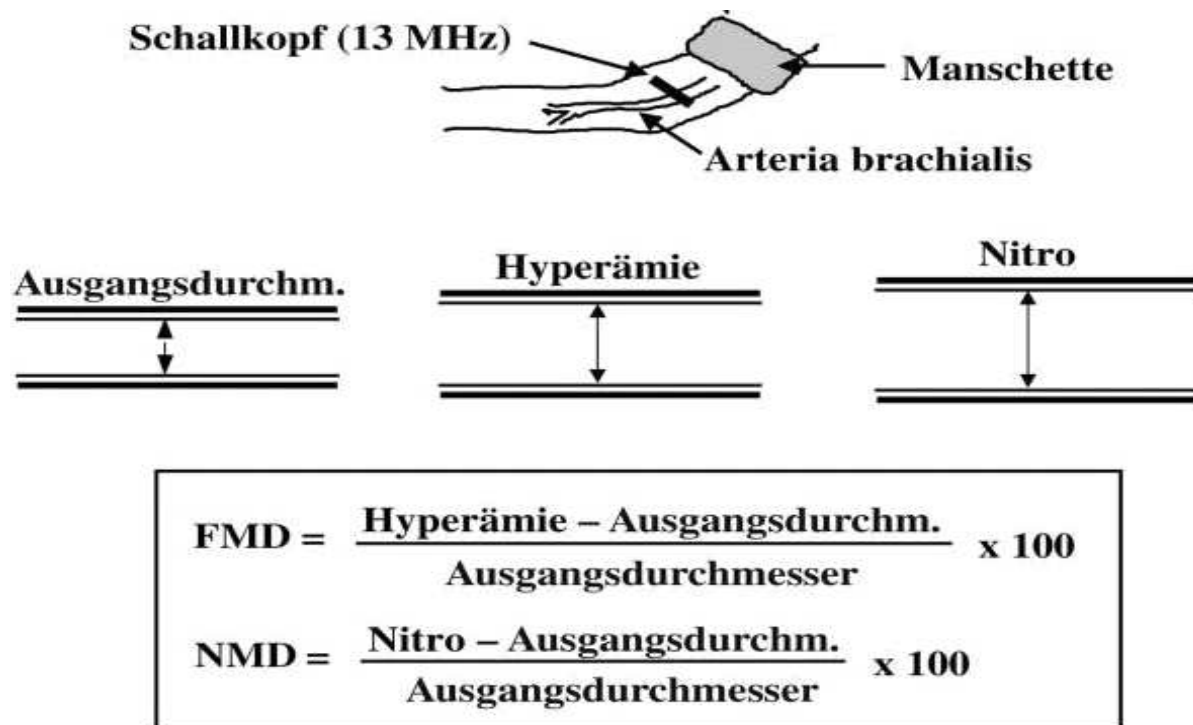 Schallkopf (13 MHz)
Manschette
Arteria brachialis
Ausgangsdurchm.
Hyperämie
Nitro
FMD = Hyperämie – Ausgangsdurchm. x 100
Ausgangsdurchmesser
NMD = Nitro – Ausgangsdurchm. x 100
Ausgangsdurchmesser